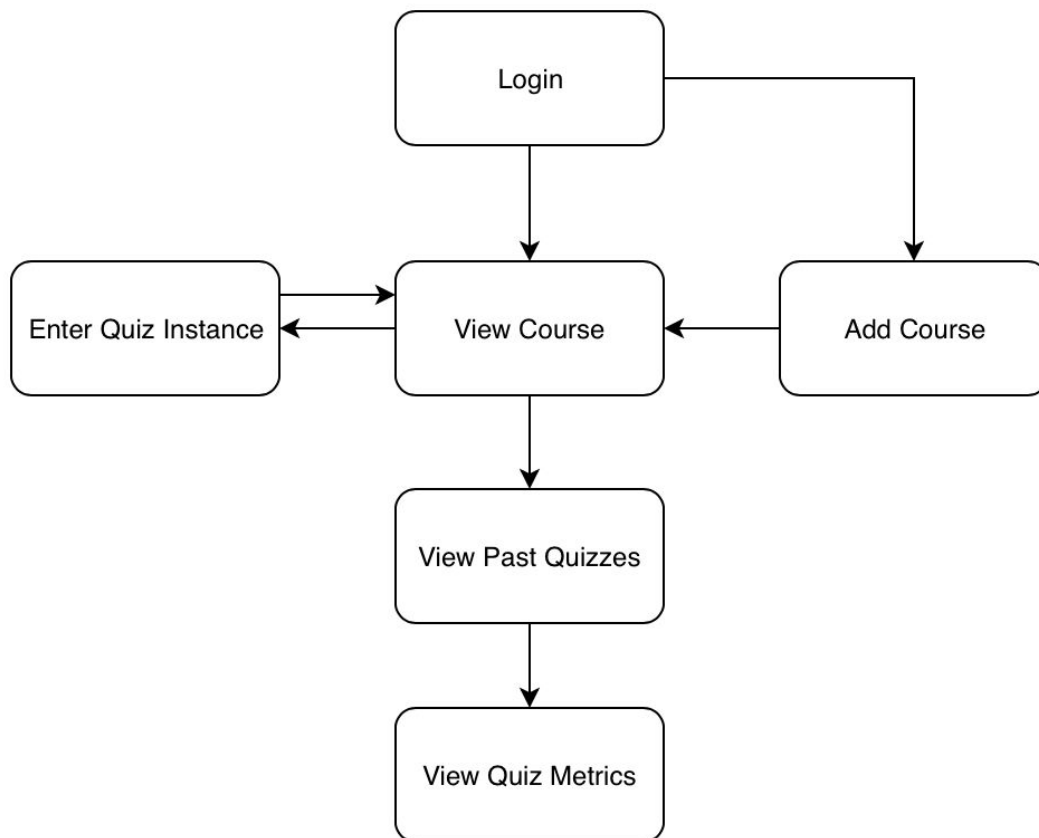 Login
Enter Quiz Instance
View Course
Add Course
View Past Quizzes
View Quiz Metrics